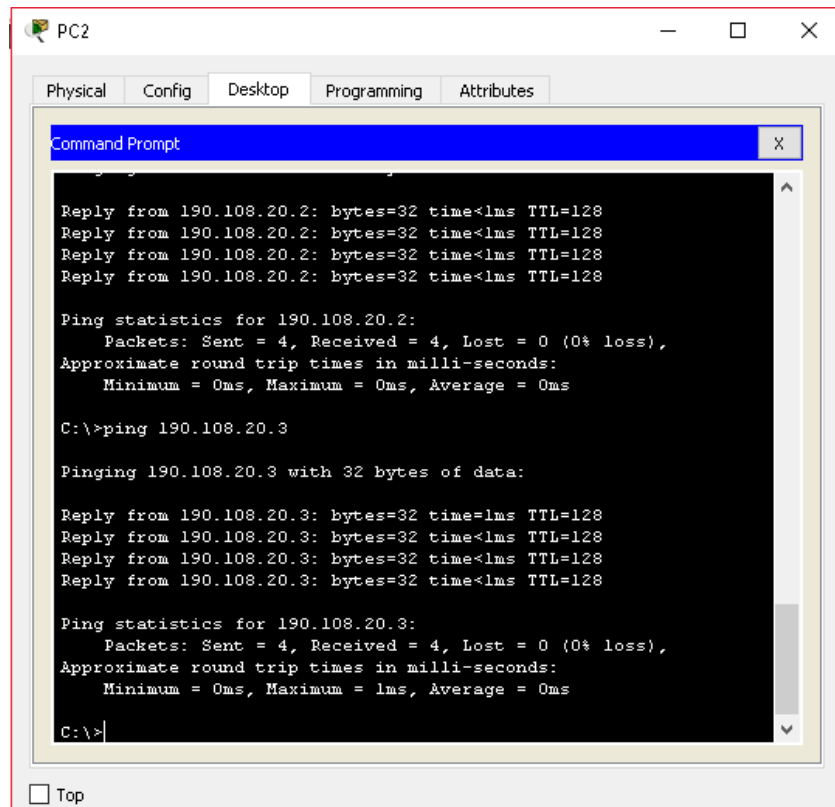 PC2
Physical Config Desktop Programming Attributes
Command Prompt X
Reply from 190.108.20.2: bytes=32 time<1ms TTL=128
Reply from 190.108.20.2: bytes=32 time<1ms TTL=128
Reply from 190.108.20.2: bytes=32 time<1ms TTL=128
Reply from 190.108.20.2: bytes=32 time<1ms TTL=128
Ping statistics for 190.108.20.2:
Packets: Sent = 4, Received = 4, Lost = 0 (0% loss),
Approximate round trip times in milli-seconds:
Minimum = 0ms, Maximum = 0ms, Average = 0ms
C:\>ping 190.108.20.3
Pinging 190.108.20.3 with 32 bytes of data:
Reply from 190.108.20.3: bytes=32 time=1ms TTL=128
Reply from 190.108.20.3: bytes=32 time<1ms TTL=128
Reply from 190.108.20.3: bytes=32 time<1ms TTL=128
Reply from 190.108.20.3: bytes=32 time<1ms TTL=128
Ping statistics for 190.108.20.3:
Packets: Sent = 4, Received = 4, Lost = 0 (0% loss),
Approximate round trip times in milli-seconds:
Minimum = 0ms, Maximum = 1ms, Average = 0ms
C:\>
Top